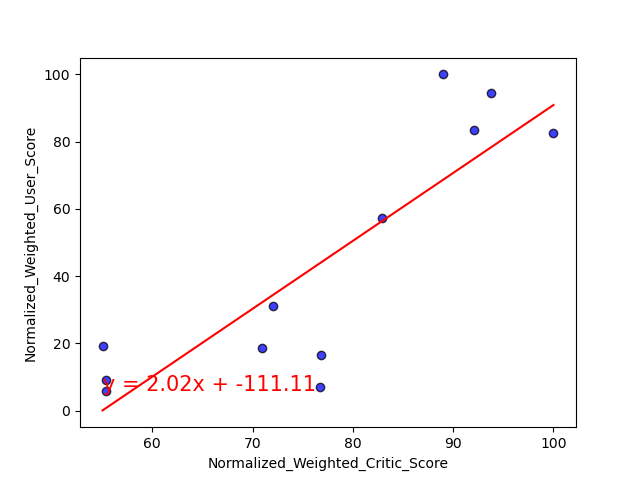 100
80
60
40
20
0
Normalized_Weighted_User_Score
y = 2.02x + -111.11
60 70 80 90 100
Normalized_Weighted_Critic_Score